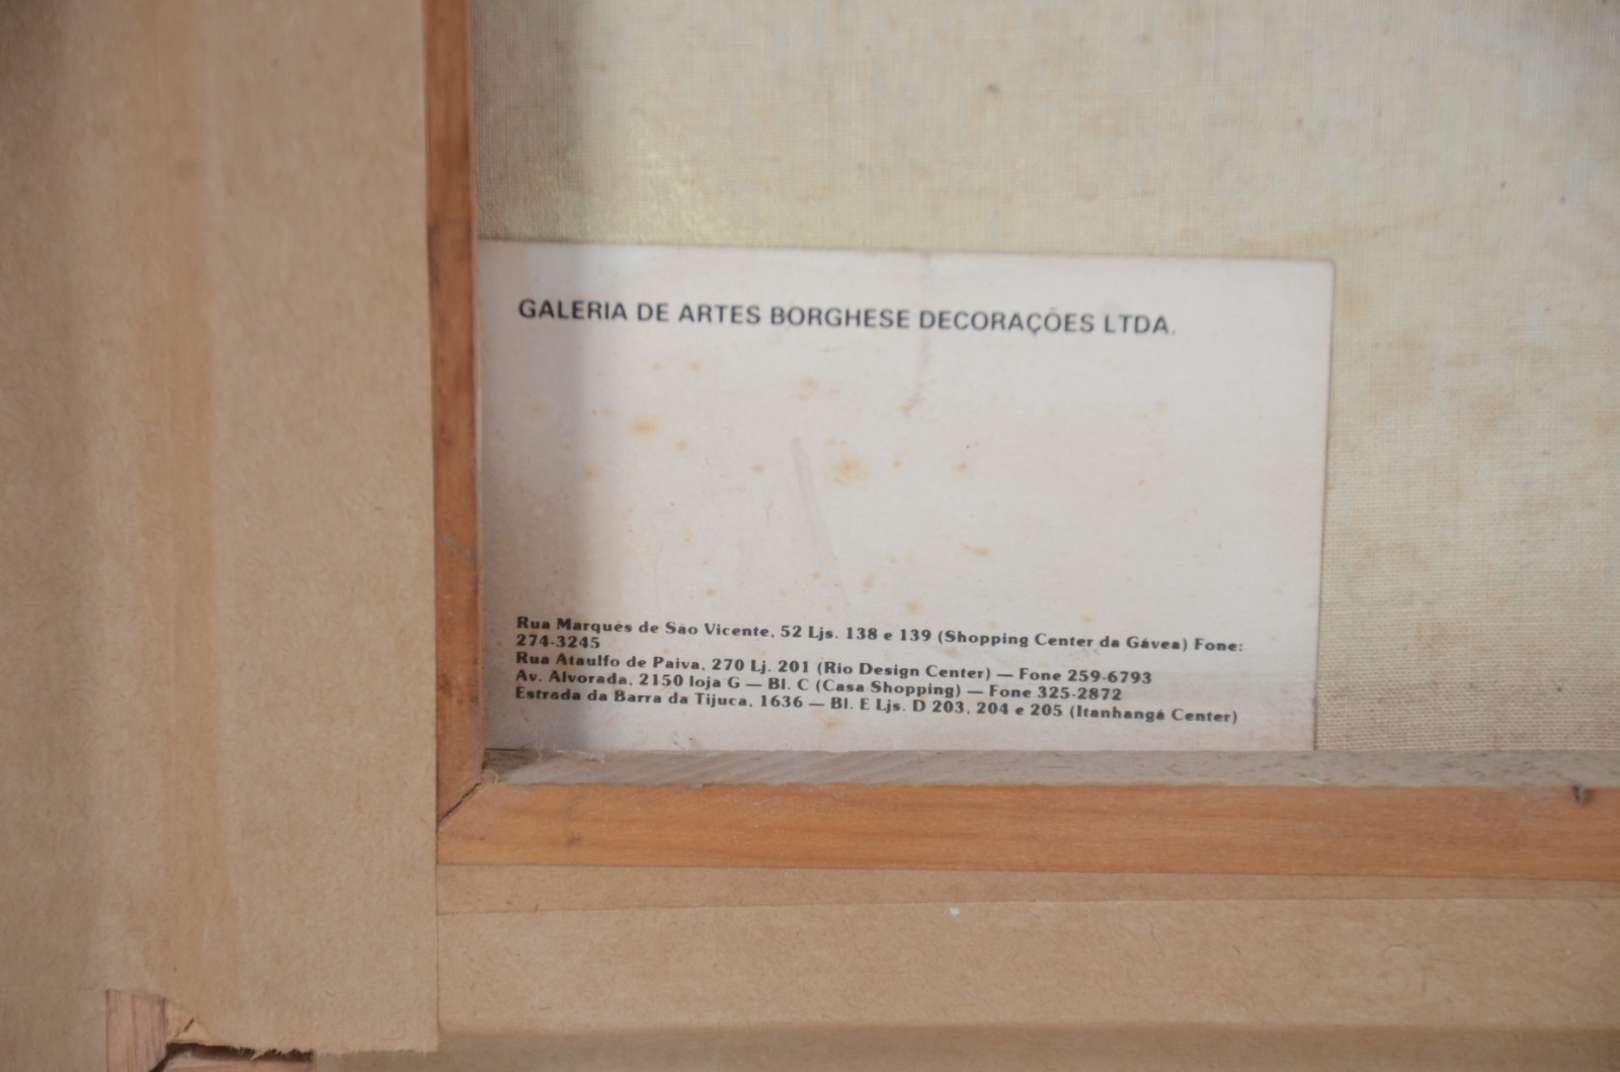 GALERIA DE ARTES BORGHESE DECORAÇÕES LTDA.
Rua Marquês de São Vicente, 52 Ljs. 138 e 139 (Shopping Center da Gávea) Fone:
274-3245
Rua Ataulfo de Paiva, 270 Lj. 201 (Rio Design Center) — Fone 259-6793
Av. Alvorada, 2150 loja G — Bl. C (Casa Shopping) — Fone 325-2872
Estrada da Barra da Tijuca, 1636 — Bl. E Ljs. D 203, 204 e 205 (Itanhangá Center)